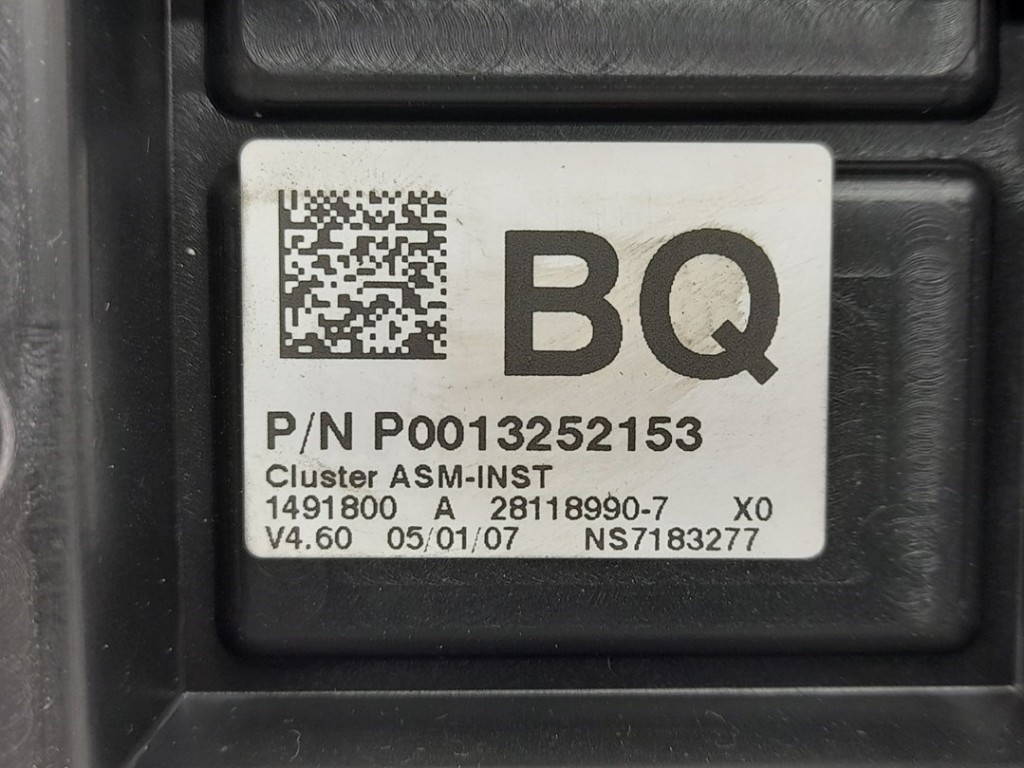 BQ
P/N P0013252153
Cluster ASM-INST
1491800 A 28118990-7 X0
V4.60 05/01/07 NS7183277